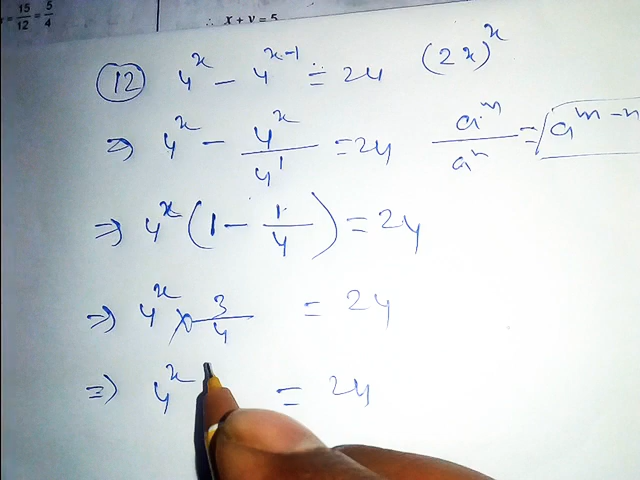 = 15/12 = 5/4
∴ x + y = 5
(12) 4^x - 4^(x-1) = 24 (2x)^x
⇒ 4^x - 4^x/4^1 = 24 a^m/a^n = a^(m-n)
⇒ 4^x (1 - 1/4) = 24
⇒ 4^x × 3/4 = 24
⇒ 4^x = 24